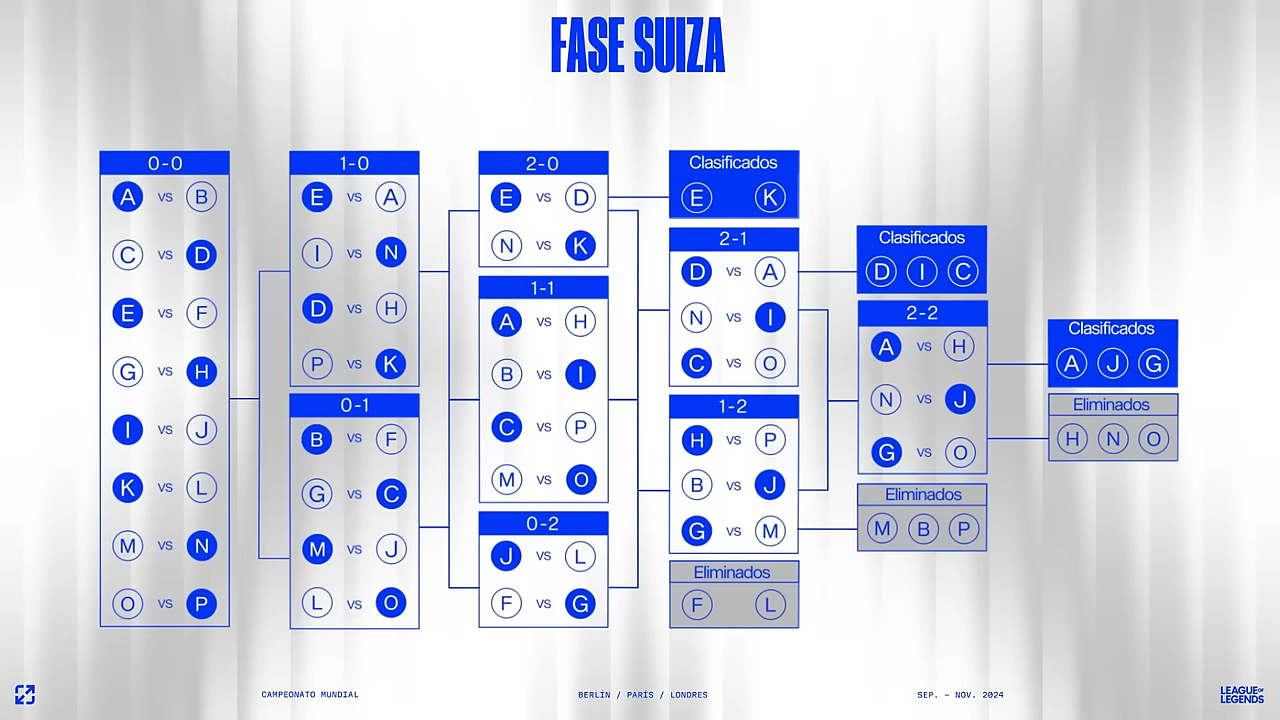 FASE SUIZA
0-0
A vs B
C vs D
E vs F
G vs H
I vs J
K vs L
M vs N
O vs P
1-0
E vs A
I vs N
D vs H
P vs K
0-1
B vs F
G vs C
M vs J
L vs O
2-0
E vs D
N vs K
1-1
A vs H
B vs I
C vs P
M vs O
0-2
J vs L
F vs G
Clasificados
E K
2-1
D vs A
N vs I
C vs O
1-2
H vs P
B vs J
G vs M
Eliminados
F L
Clasificados
D I C
2-2
A vs H
N vs J
G vs O
Eliminados
M B P
Clasificados
A J G
Eliminados
H N O
CAMPEONATO MUNDIAL
BERLÍN / PARÍS / LONDRES
SEP. – NOV. 2024
LEAGUE OF
LEGENDS